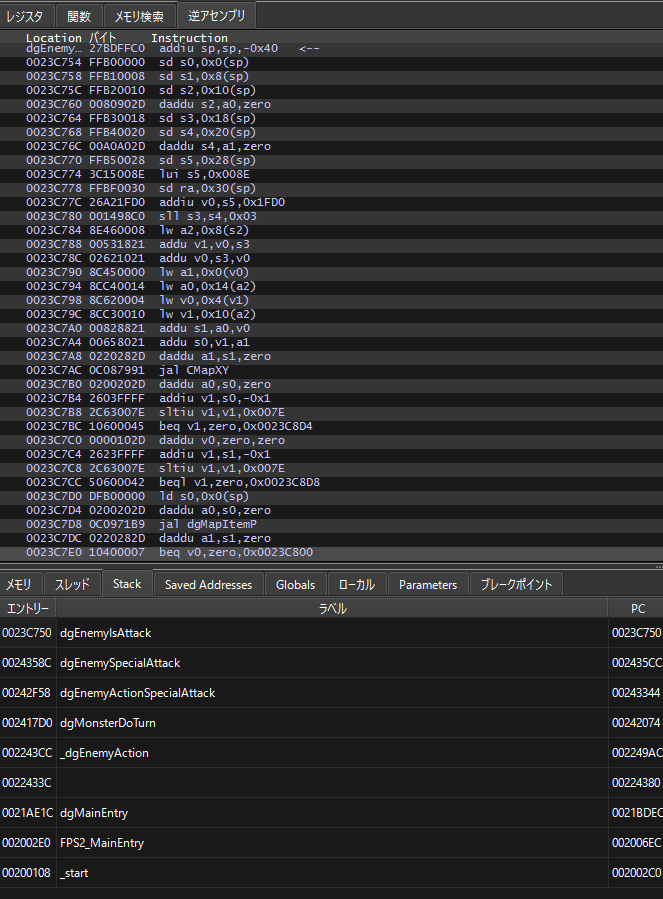 レジスタ 関数 メモリ検索 逆アセンブリ
Location バイト Instruction
dgEnemy... 27BDFFC0 addiu sp,sp,-0x40 <--
0023C754 FFB00000 sd s0,0x0(sp)
0023C758 FFB10008 sd s1,0x8(sp)
0023C75C FFB20010 sd s2,0x10(sp)
0023C760 0080902D daddu s2,a0,zero
0023C764 FFB30018 sd s3,0x18(sp)
0023C768 FFB40020 sd s4,0x20(sp)
0023C76C 00A0A02D daddu s4,a1,zero
0023C770 FFB50028 sd s5,0x28(sp)
0023C774 3C15008E lui s5,0x008E
0023C778 FFBF0030 sd ra,0x30(sp)
0023C77C 26A21FD0 addiu v0,s5,0x1FD0
0023C780 001498C0 sll s3,s4,0x03
0023C784 8E460008 lw a2,0x8(s2)
0023C788 00531821 addu v1,v0,s3
0023C78C 02621021 addu v0,s3,v0
0023C790 8C450000 lw a1,0x0(v0)
0023C794 8CC40014 lw a0,0x14(a2)
0023C798 8C620004 lw v0,0x4(v1)
0023C79C 8CC30010 lw v1,0x10(a2)
0023C7A0 00828821 addu s1,a0,v0
0023C7A4 00658021 addu s0,v1,a1
0023C7A8 0220282D daddu a1,s1,zero
0023C7AC 0C087991 jal CMapXY
0023C7B0 0200202D daddu a0,s0,zero
0023C7B4 2603FFFF addiu v1,s0,-0x1
0023C7B8 2C63007E sltiu v1,v1,0x007E
0023C7BC 10600045 beq v1,zero,0x0023C8D4
0023C7C0 0000102D daddu v0,zero,zero
0023C7C4 2623FFFF addiu v1,s1,-0x1
0023C7C8 2C63007E sltiu v1,v1,0x007E
0023C7CC 50600042 beql v1,zero,0x0023C8D8
0023C7D0 DFB00000 ld s0,0x0(sp)
0023C7D4 0200202D daddu a0,s0,zero
0023C7D8 0C0971B9 jal dgMapItemP
0023C7DC 0220282D daddu a1,s1,zero
0023C7E0 10400007 beq v0,zero,0x0023C800
メモリ スレッド Stack Saved Addresses Globals ローカル Parameters ブレークポイント
エントリー ラベル PC
0023C750 dgEnemyIsAttack 0023C750
0024358C dgEnemySpecialAttack 002435CC
00242F58 dgEnemyActionSpecialAttack 00243344
002417D0 dgMonsterDoTurn 00242074
002243CC _dgEnemyAction 002249AC
0022433C 00224380
0021AE1C dgMainEntry 0021BDEC
002002E0 FPS2_MainEntry 002006EC
00200108 _start 002002C0